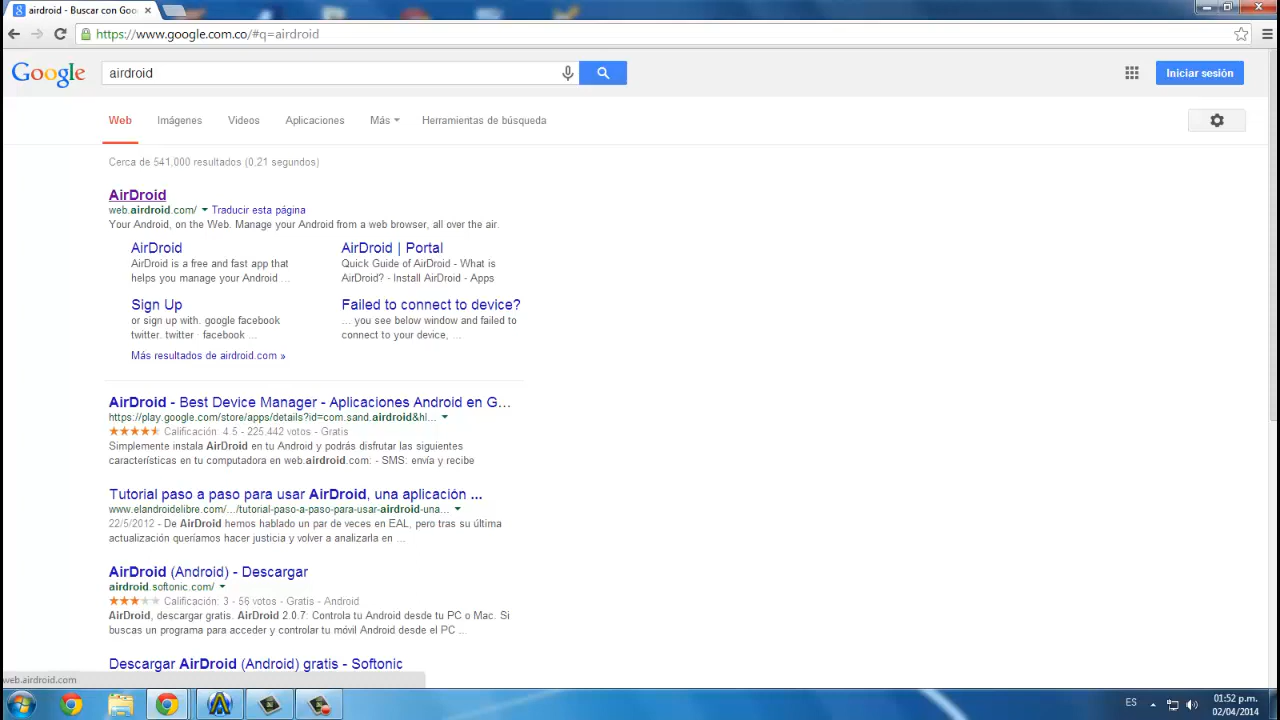 airdroid - Buscar con Goo
https://www.google.com.co/#q=airdroid
Google
airdroid
Iniciar sesión
Web Imágenes Videos Aplicaciones Más Herramientas de búsqueda
Cerca de 541,000 resultados (0,21 segundos)
AirDroid
web.airdroid.com/ Traducir esta página
Your Android, on the Web. Manage your Android from a web browser, all over the air.
AirDroid
AirDroid is a free and fast app that
helps you manage your Android ...
AirDroid | Portal
Quick Guide of AirDroid - What is
AirDroid? - Install AirDroid - Apps
Sign Up
or sign up with. google facebook
twitter. twitter · facebook ...
Failed to connect to device?
... you see below window and failed to
connect to your device, ...
Más resultados de airdroid.com »
AirDroid - Best Device Manager - Aplicaciones Android en G...
https://play.google.com/store/apps/details?id=com.sand.airdroid&hl...
Calificación: 4.5 - 225,442 votos - Gratis
Simplemente instala AirDroid en tu Android y podrás disfrutar las siguientes
características en tu computadora en web.airdroid.com: - SMS: envía y recibe
Tutorial paso a paso para usar AirDroid, una aplicación ...
www.elandroidelibre.com/.../tutorial-paso-a-paso-para-usar-airdroid-una...
22/5/2012 - De AirDroid hemos hablado un par de veces en EAL, pero tras su última
actualización queríamos hacer justicia y volver a analizarla en ...
AirDroid (Android) - Descargar
airdroid.softonic.com/
Calificación: 3 - 56 votos - Gratis - Android
AirDroid, descargar gratis. AirDroid 2.0.7. Controla tu Android desde tu PC o Mac. Si
buscas un programa para acceder y controlar tu móvil Android desde el PC ...
Descargar AirDroid (Android) gratis - Softonic
web.airdroid.com
ES
01:52 p.m.
02/04/2014